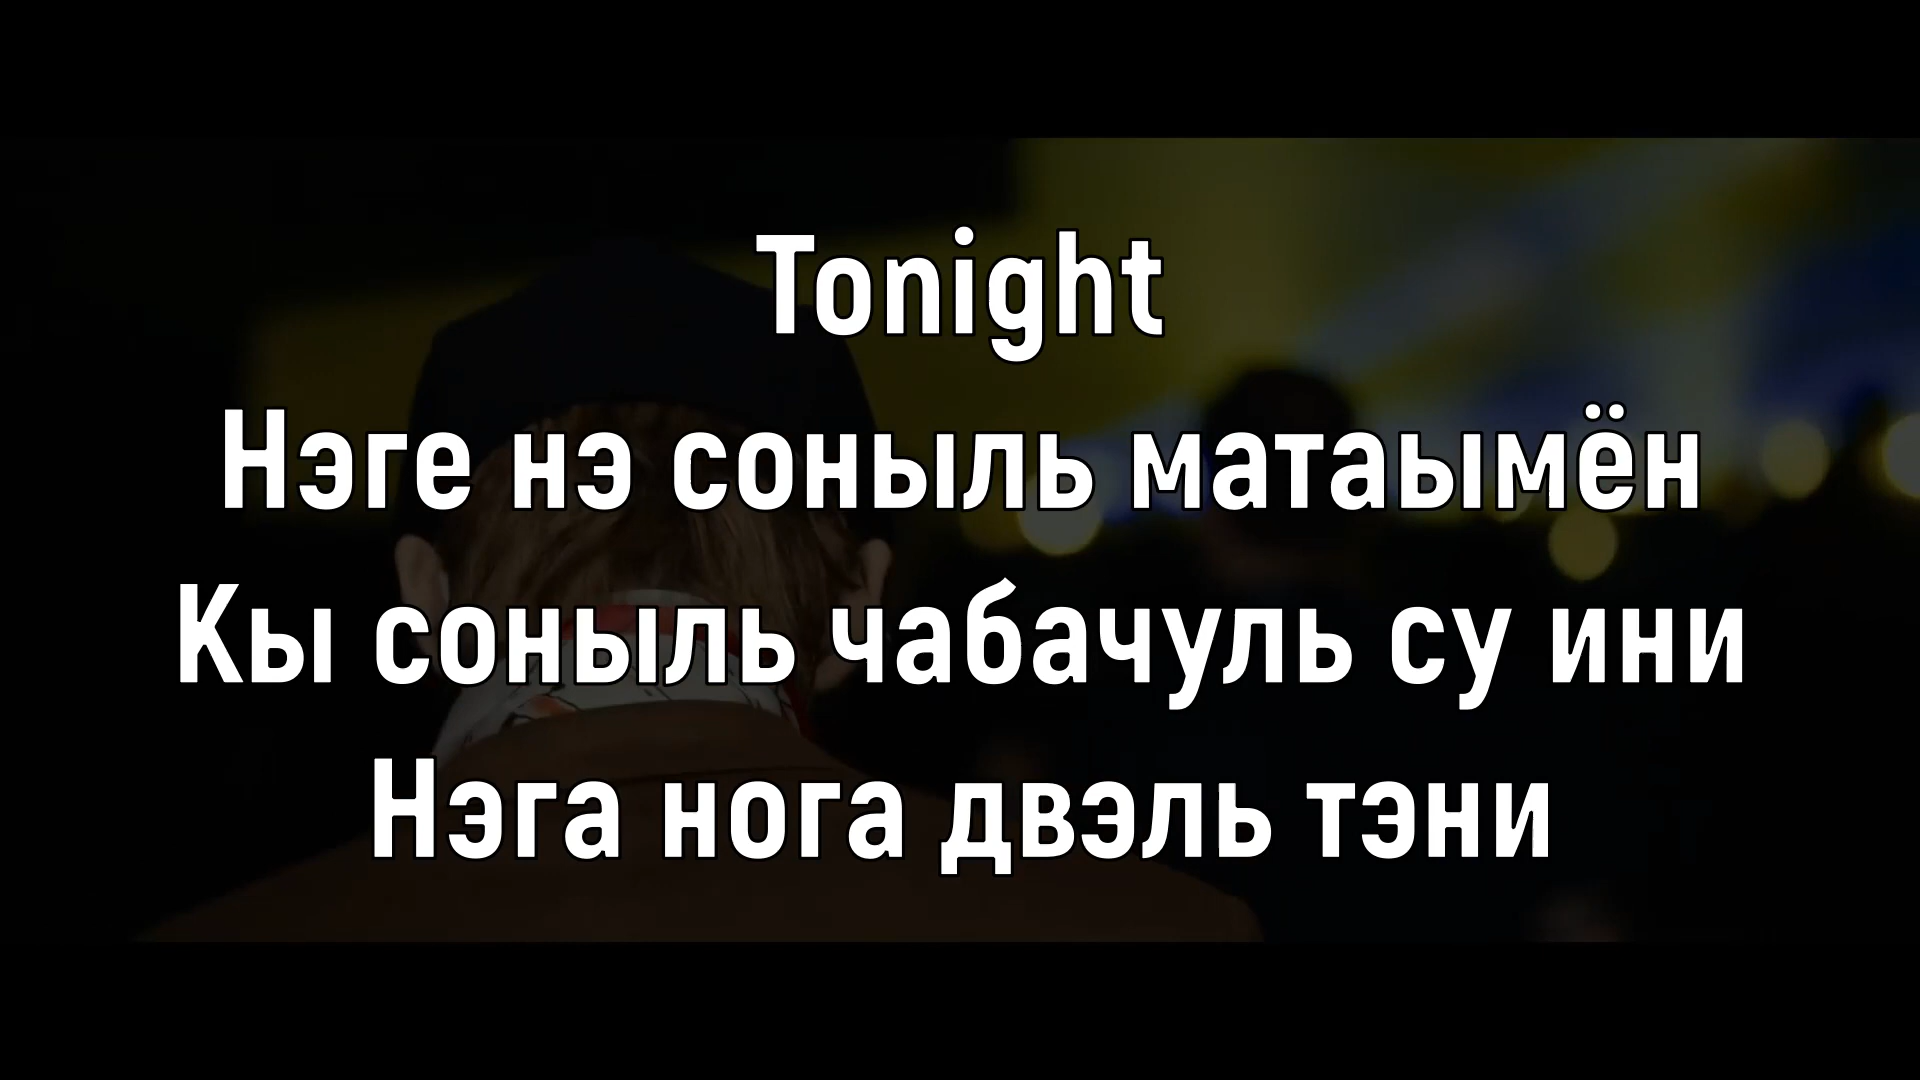 Tonight
Нэге нэ соныль матаымён
Кы соныль чабачуль су ини
Нэга нога двэль тэни